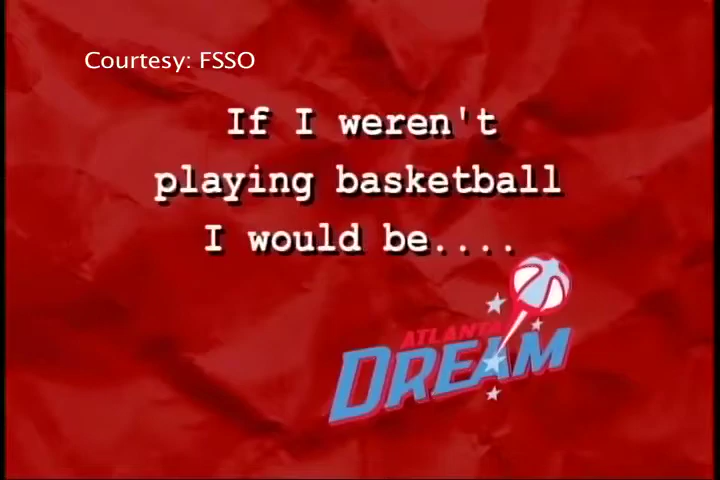 Courtesy: FSSO
If I weren't
playing basketball
I would be....
ATLANTA
DREAM